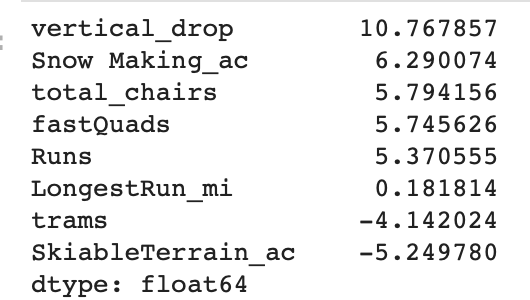 vertical_drop 10.767857
Snow Making_ac 6.290074
total_chairs 5.794156
fastQuads 5.745626
Runs 5.370555
LongestRun_mi 0.181814
trams -4.142024
SkiableTerrain_ac -5.249780
dtype: float64